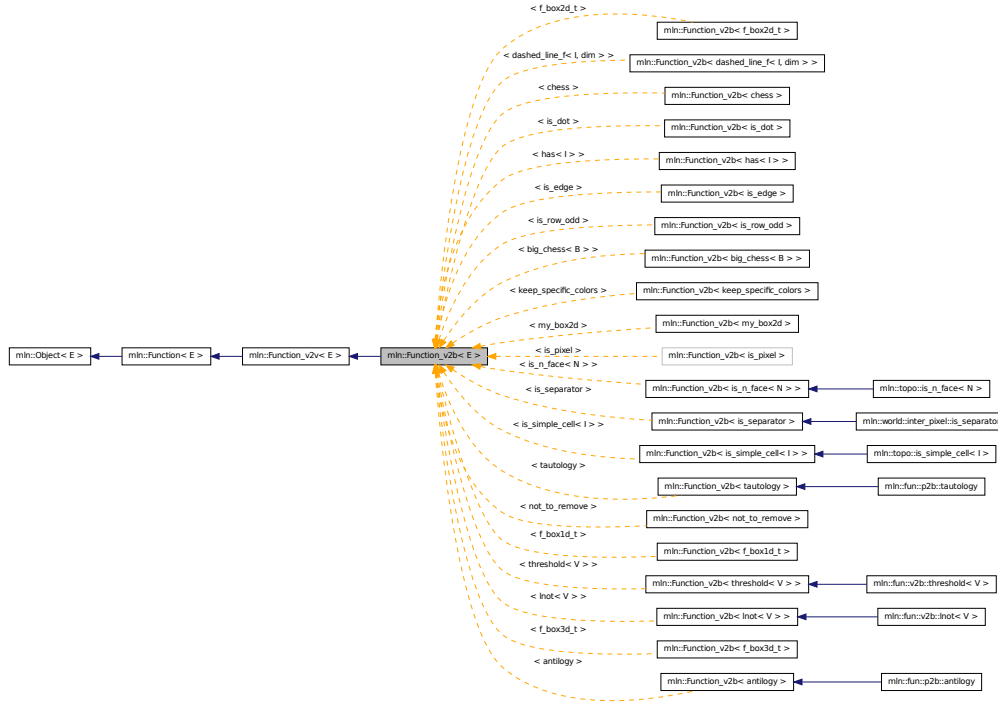 < f_box2d_t >
mln::Function_v2b< f_box2d_t >
< dashed_line_f< I, dim > >
mln::Function_v2b< dashed_line_f< I, dim > >
< chess >
mln::Function_v2b< chess >
< is_dot >
mln::Function_v2b< is_dot >
< has< I > >
mln::Function_v2b< has< I > >
< is_edge >
mln::Function_v2b< is_edge >
< is_row_odd >
mln::Function_v2b< is_row_odd >
< big_chess< B > >
mln::Function_v2b< big_chess< B > >
< keep_specific_colors >
mln::Function_v2b< keep_specific_colors >
< my_box2d >
mln::Function_v2b< my_box2d >
mln::Object< E >
mln::Function< E >
mln::Function_v2v< E >
mln::Function_v2b< E >
< is_pixel >
mln::Function_v2b< is_pixel >
< is_n_face< N > >
mln::Function_v2b< is_n_face< N > >
mln::topo::is_n_face< N >
< is_separator >
mln::Function_v2b< is_separator >
mln::world::inter_pixel::is_separator
< is_simple_cell< I > >
mln::Function_v2b< is_simple_cell< I > >
mln::topo::is_simple_cell< I >
< tautology >
mln::Function_v2b< tautology >
mln::fun::p2b::tautology
< not_to_remove >
mln::Function_v2b< not_to_remove >
< f_box1d_t >
mln::Function_v2b< f_box1d_t >
< threshold< V > >
mln::Function_v2b< threshold< V > >
mln::fun::v2b::threshold< V >
< lnot< V > >
mln::Function_v2b< lnot< V > >
mln::fun::v2b::lnot< V >
< f_box3d_t >
mln::Function_v2b< f_box3d_t >
< antilogy >
mln::Function_v2b< antilogy >
mln::fun::p2b::antilogy